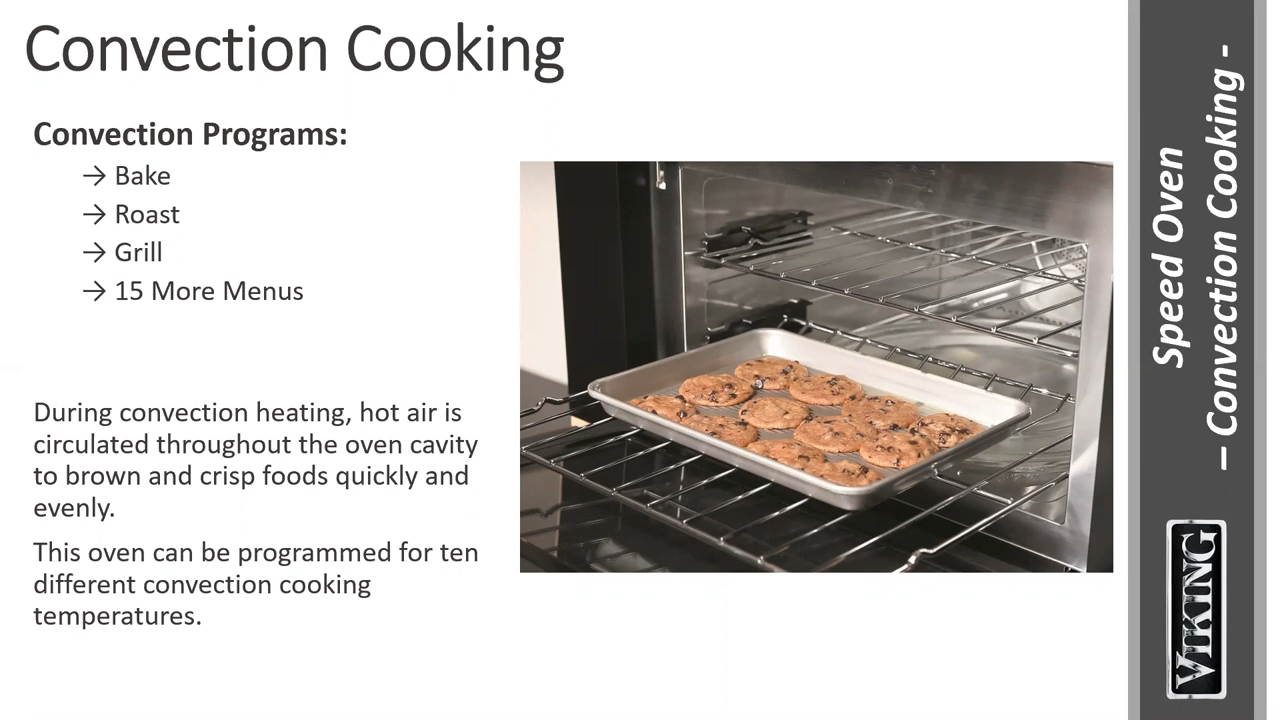 Convection Cooking
Convection Programs:
→ Bake
→ Roast
→ Grill
→ 15 More Menus
During convection heating, hot air is
circulated throughout the oven cavity
to brown and crisp foods quickly and
evenly.
This oven can be programmed for ten
different convection cooking
temperatures.
Speed Oven
– Convection Cooking -
VIKING